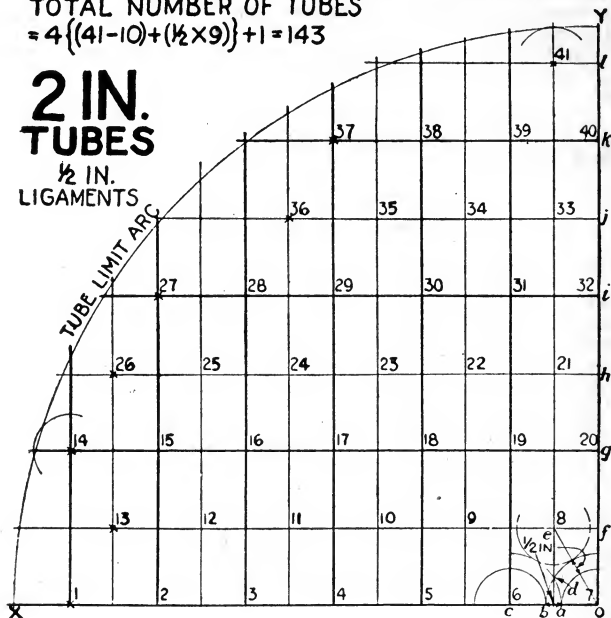 TOTAL NUMBER OF TUBES
=4{(41-10)+(½×9)}+1=143
2 IN.
TUBES
½ IN.
LIGAMENTS
TUBE LIMIT ARC
Y
41 l
37 38 39 40 k
36 35 34 33 j
27 28 29 30 31 32 i
26 25 24 23 22 21 h
14 15 16 17 18 19 20 g
13 12 11 10 9 8 f
e
½ IN
d
1 2 3 4 5 6 7
X c b a O